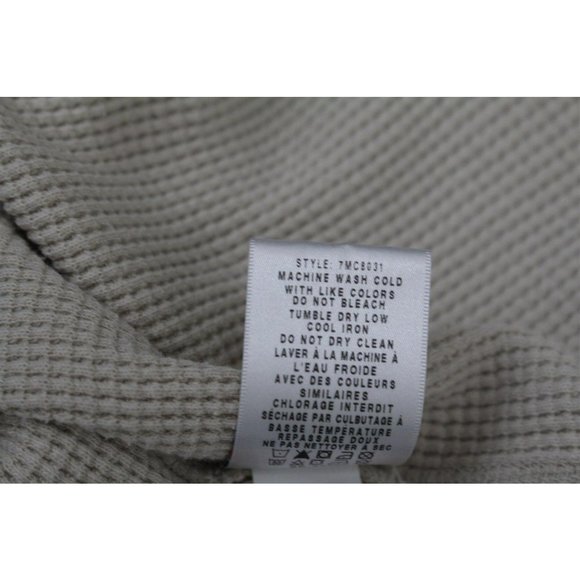 STYLE: 7MC8031
MACHINE WASH COLD
WITH LIKE COLORS
DO NOT BLEACH
TUMBLE DRY LOW
COOL IRON
DO NOT DRY CLEAN
LAVER À LA MACHINE À
L'EAU FROIDE
AVEC DES COULEURS
SIMILAIRES
CHLORAGE INTERDIT
SÉCHAGE PAR CULBUTAGE À
BASSE TEMPERATURE
REPASSAGE DOUX
NE PAS NETTOYER À SEC